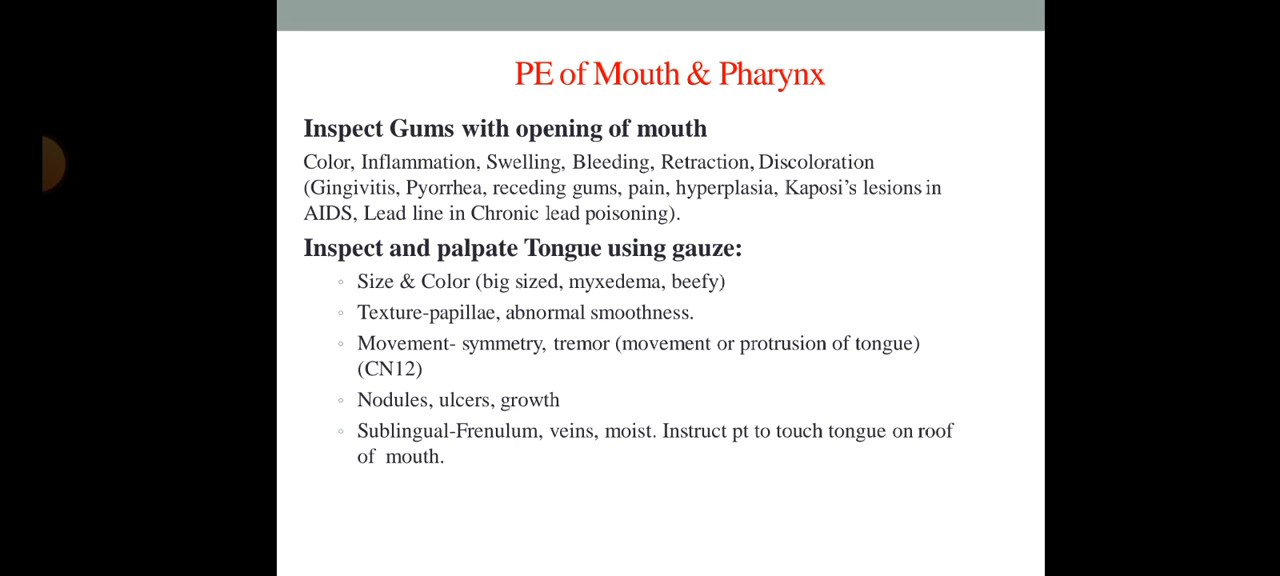 PE of Mouth & Pharynx
Inspect Gums with opening of mouth
Color, Inflammation, Swelling, Bleeding, Retraction, Discoloration
(Gingivitis, Pyorrhea, receding gums, pain, hyperplasia, Kaposi’s lesions in
AIDS, Lead line in Chronic lead poisoning).
Inspect and palpate Tongue using gauze:
◦ Size & Color (big sized, myxedema, beefy)
◦ Texture-papillae, abnormal smoothness.
◦ Movement- symmetry, tremor (movement or protrusion of tongue)
(CN12)
◦ Nodules, ulcers, growth
◦ Sublingual-Frenulum, veins, moist. Instruct pt to touch tongue on roof
of mouth.